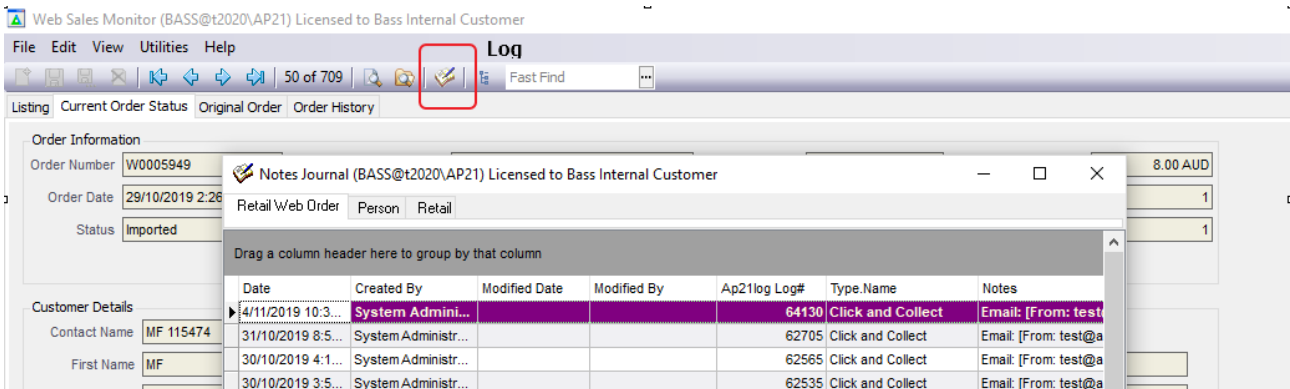 Web Sales Monitor (BASS@t2020\AP21) Licensed to Bass Internal Customer
File Edit View Utilities Help
Log
50 of 709
Fast Find
Listing Current Order Status Original Order Order History
Order Information
Order Number W0005949
8.00 AUD
Order Date 29/10/2019 2:26
1
Status Imported
1
Customer Details
Contact Name MF 115474
First Name MF
Notes Journal (BASS@t2020\AP21) Licensed to Bass Internal Customer
Retail Web Order Person Retail
Drag a column header here to group by that column
Date Created By Modified Date Modified By Ap21log Log# Type.Name Notes
4/11/2019 10:3... System Admini... 64130 Click and Collect Email: [From: test
31/10/2019 8:5... System Administr... 62705 Click and Collect Email: [From: test@a
30/10/2019 4:1... System Administr... 62565 Click and Collect Email: [From: test@a
30/10/2019 3:5... System Administr... 62535 Click and Collect Email: [From: test@a